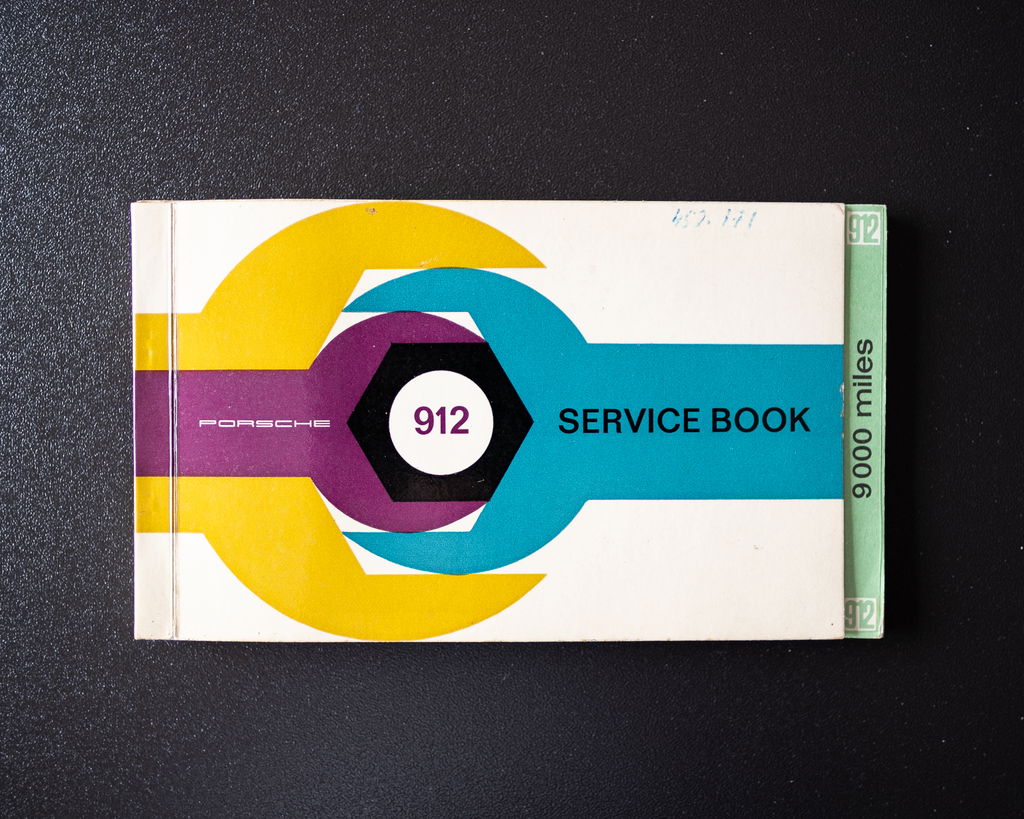 912
PORSCHE
912
SERVICE BOOK
9000 miles
912